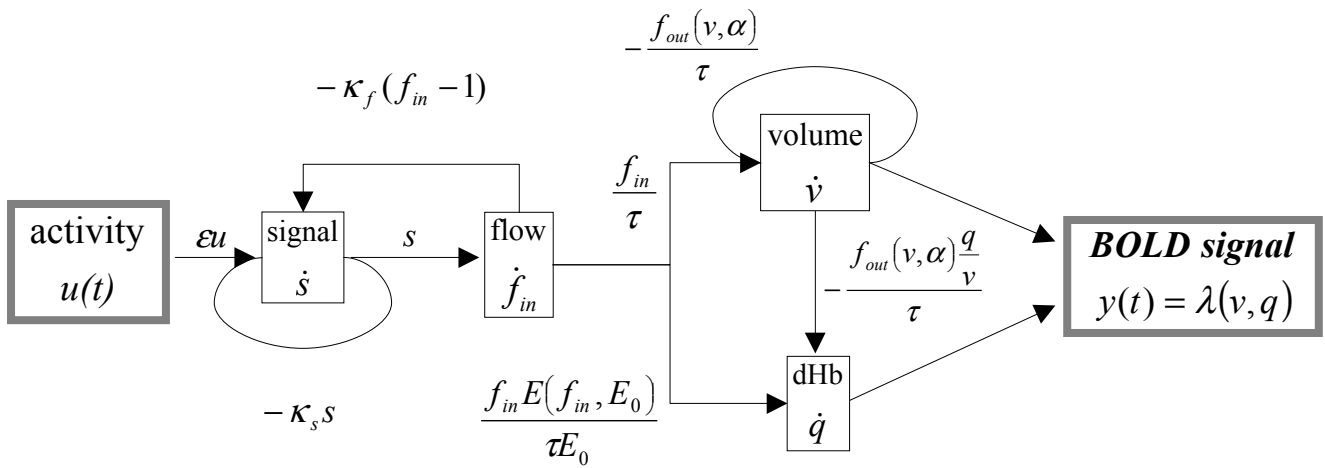 -f_out(v,α)/τ
-κ_f(f_in-1)
volume
v̇
f_in/τ
activity
u(t)
εu
signal
ṡ
s
flow
ḟ_in
-f_out(v,α)q/v/τ
BOLD signal
y(t) = λ(v,q)
dHb
q̇
f_in E(f_in,E_0)/τE_0
-κ_s s